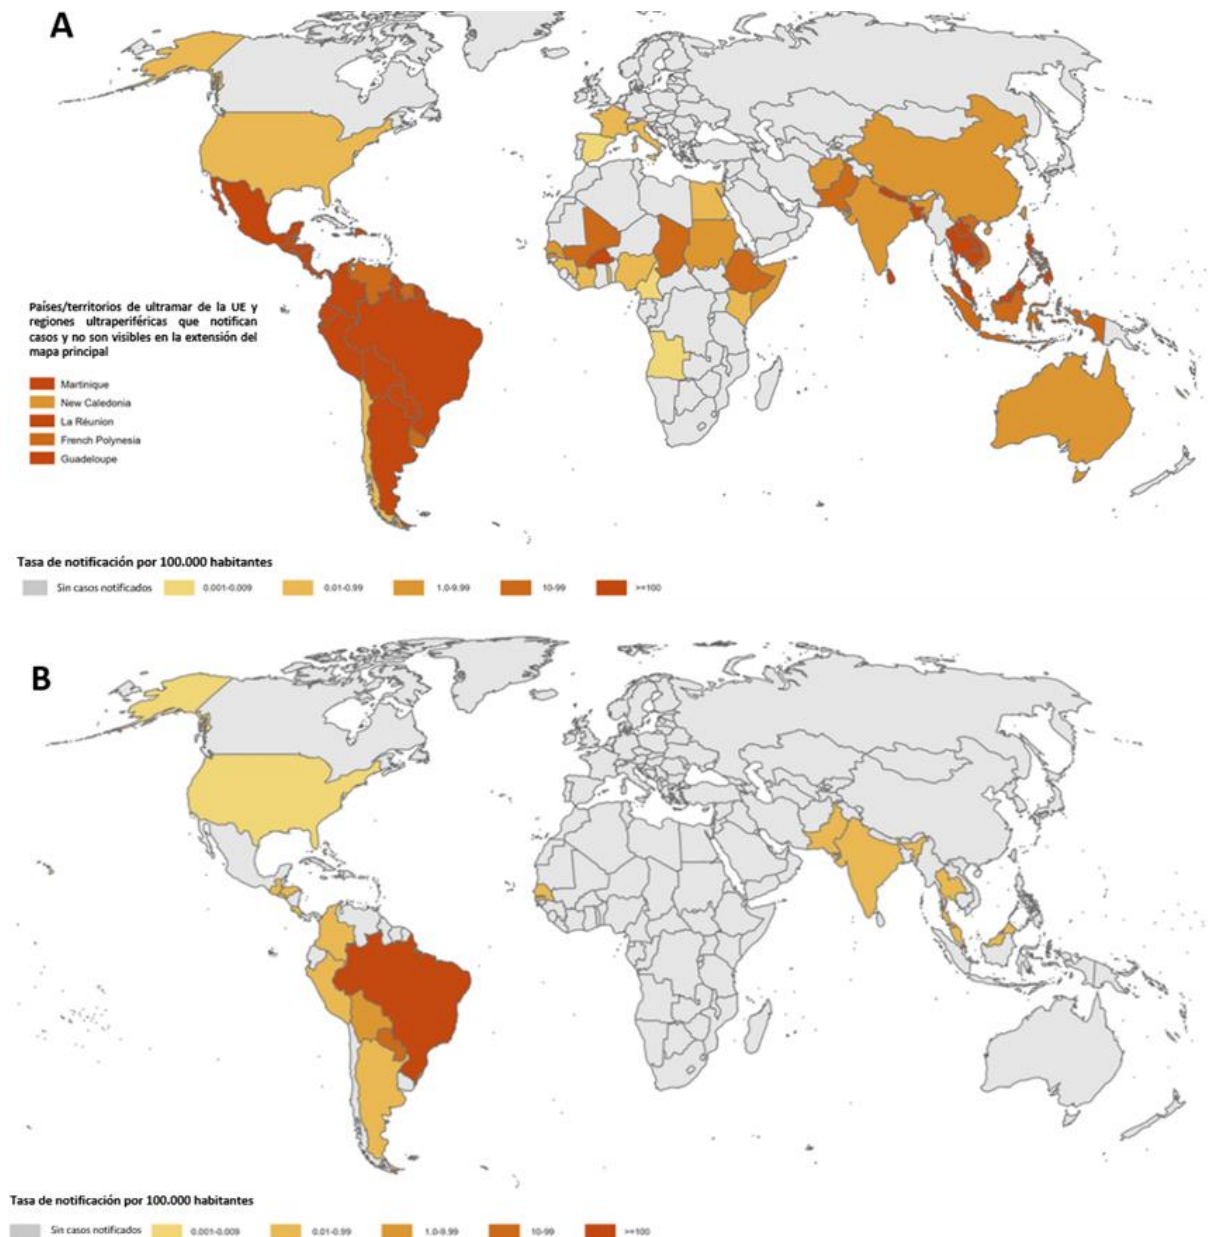 A
Países/territorios de ultramar de la UE y
regiones ultraperiféricas que notifican
casos y no son visibles en la extensión del
mapa principal
Martinique
New Caledonia
La Réunion
French Polynesia
Guadeloupe
Tasa de notificación por 100.000 habitantes
Sin casos notificados 0.001-0.009 0.01-0.99 1.0-9.99 10-99 >=100
B
Tasa de notificación por 100.000 habitantes
Sin casos notificados 0.001-0.009 0.01-0.99 1.0-9.99 10-99 >=100